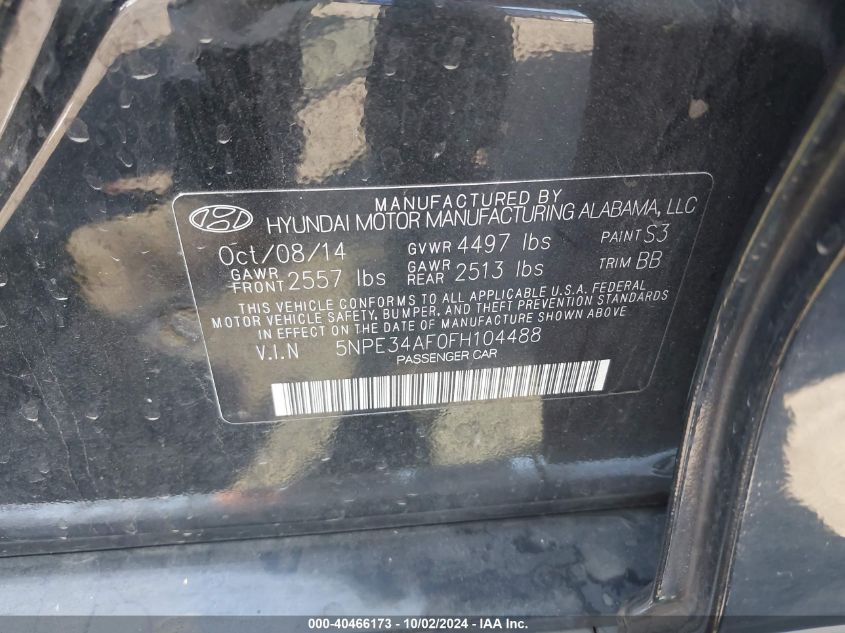 MANUFACTURED BY
HYUNDAI MOTOR MANUFACTURING ALABAMA, LLC
Oct/08/14 GVWR 4497 lbs PAINT S3
GAWR FRONT 2557 lbs GAWR REAR 2513 lbs TRIM BB
THIS VEHICLE CONFORMS TO ALL APPLICABLE U.S.A. FEDERAL
MOTOR VEHICLE SAFETY, BUMPER, AND THEFT PREVENTION STANDARDS
IN EFFECT ON THE DATE OF MANUFACTURE SHOWN ABOVE.
V.I.N 5NPE34AF0FH104488
PASSENGER CAR
000-40466173 - 10/02/2024 - IAA Inc.